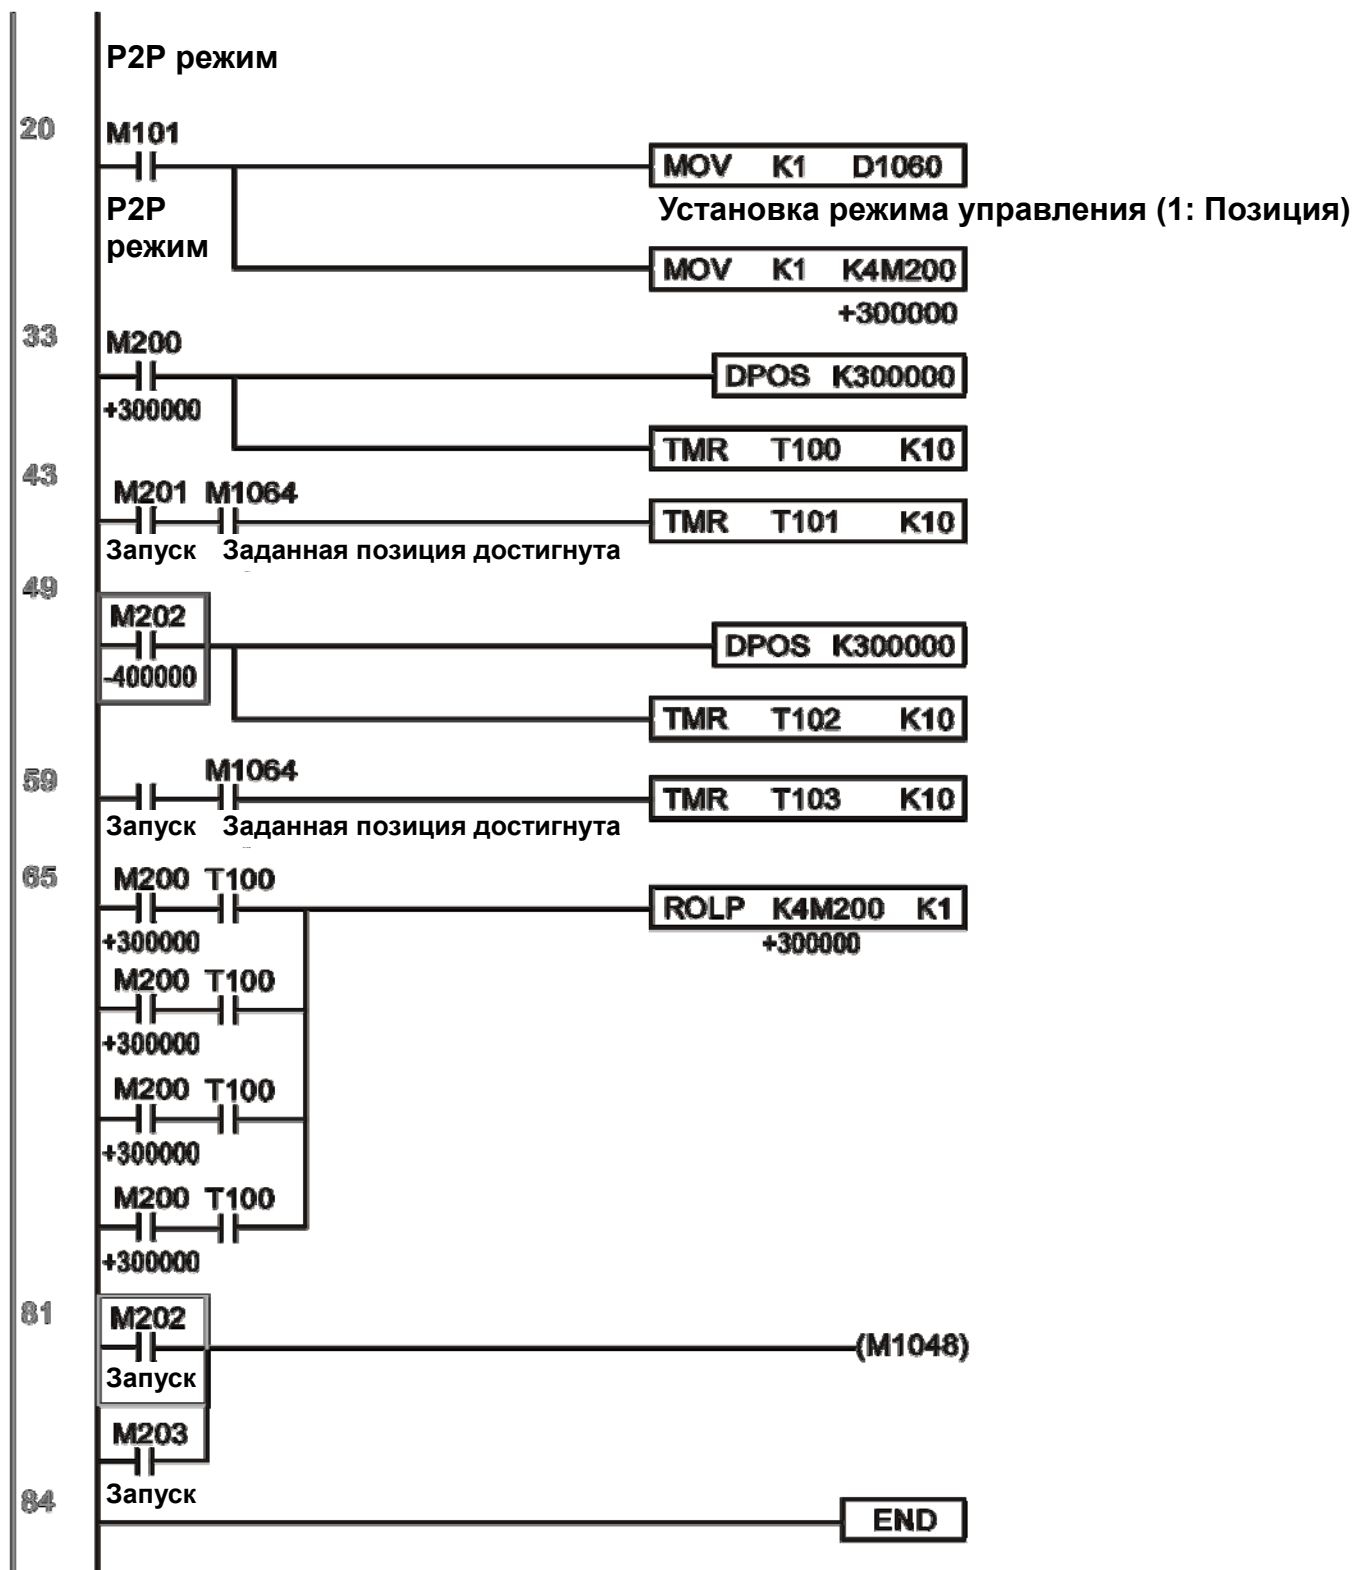 P2P режим
20
M101
MOV K1 D1060
P2P
режим
Установка режима управления (1: Позиция)
MOV K1 K4M200
+300000
33
M200
DPOS K300000
+300000
TMR T100 K10
43
M201 M1064
TMR T101 K10
Запуск Заданная позиция достигнута
49
M202
DPOS K300000
-400000
TMR T102 K10
59
M1064
TMR T103 K10
Запуск Заданная позиция достигнута
65
M200 T100
ROLP K4M200 K1
+300000
+300000
M200 T100
+300000
M200 T100
+300000
M200 T100
+300000
81
M202
(M1048)
Запуск
M203
Запуск
84
END